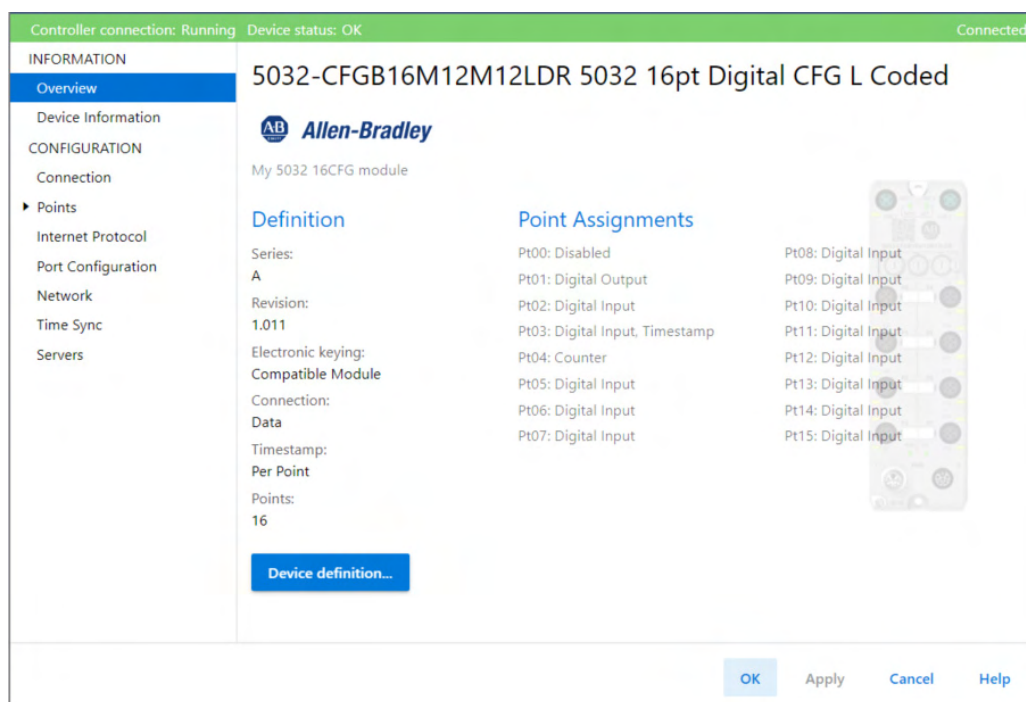 Controller connection: Running Device status: OK Connected
INFORMATION
Overview
Device Information
CONFIGURATION
Connection
Points
Internet Protocol
Port Configuration
Network
Time Sync
Servers
5032-CFGB16M12M12LDR 5032 16pt Digital CFG L Coded
AB Allen-Bradley
My 5032 16CFG module
Definition
Series:
A
Revision:
1.011
Electronic keying:
Compatible Module
Connection:
Data
Timestamp:
Per Point
Points:
16
Device definition...
Point Assignments
Pt00: Disabled
Pt01: Digital Output
Pt02: Digital Input
Pt03: Digital Input, Timestamp
Pt04: Counter
Pt05: Digital Input
Pt06: Digital Input
Pt07: Digital Input
Pt08: Digital Input
Pt09: Digital Input
Pt10: Digital Input
Pt11: Digital Input
Pt12: Digital Input
Pt13: Digital Input
Pt14: Digital Input
Pt15: Digital Input
OK Apply Cancel Help